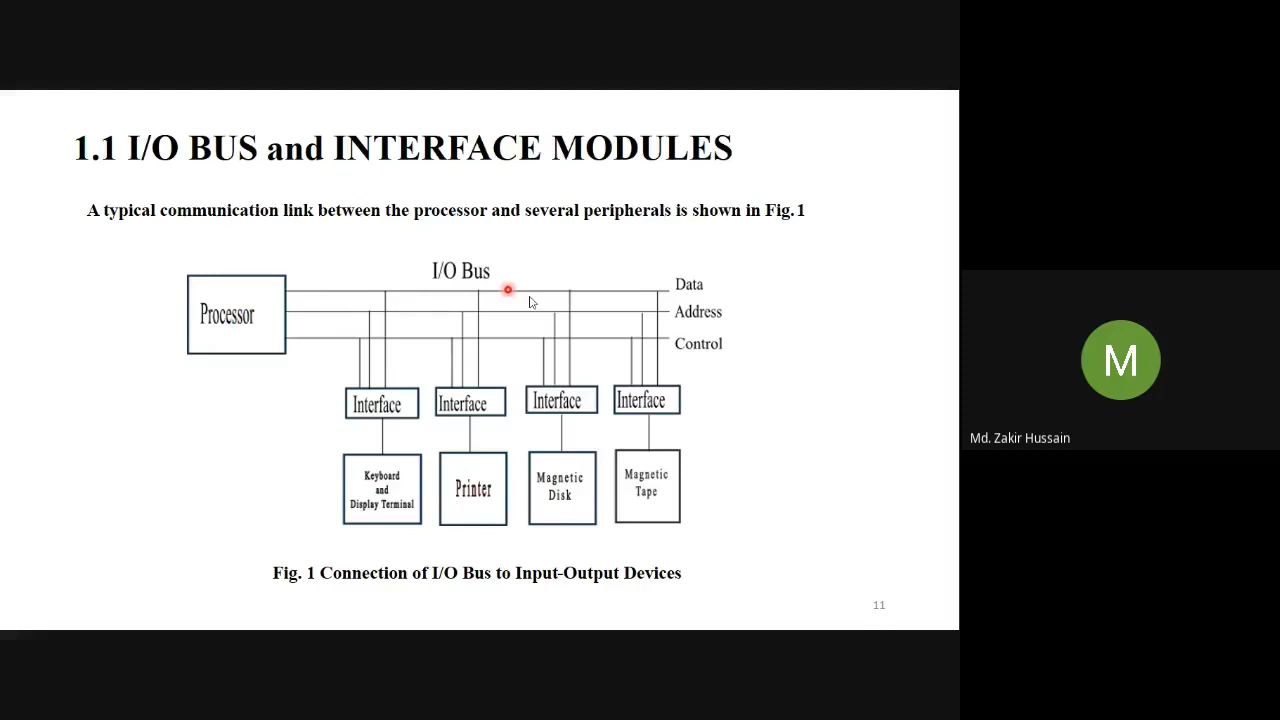 1.1 I/O BUS and INTERFACE MODULES
A typical communication link between the processor and several peripherals is shown in Fig.1
I/O Bus
Processor
Data
Address
Control
Interface
Interface
Interface
Interface
Keyboard
and
Display Terminal
Printer
Magnetic
Disk
Magnetic
Tape
Fig. 1 Connection of I/O Bus to Input-Output Devices
11
M
Md. Zakir Hussain